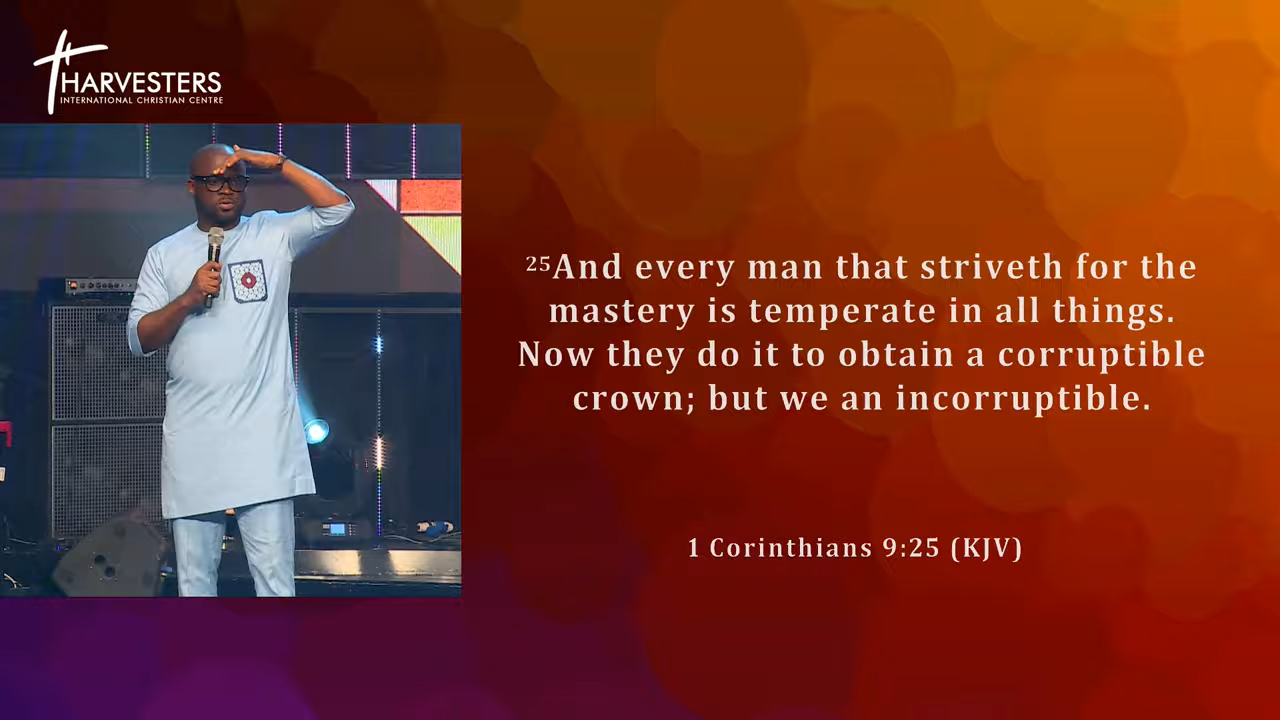 HARVESTERS
INTERNATIONAL CHRISTIAN CENTRE
25And every man that striveth for the
mastery is temperate in all things.
Now they do it to obtain a corruptible
crown; but we an incorruptible.
1 Corinthians 9:25 (KJV)